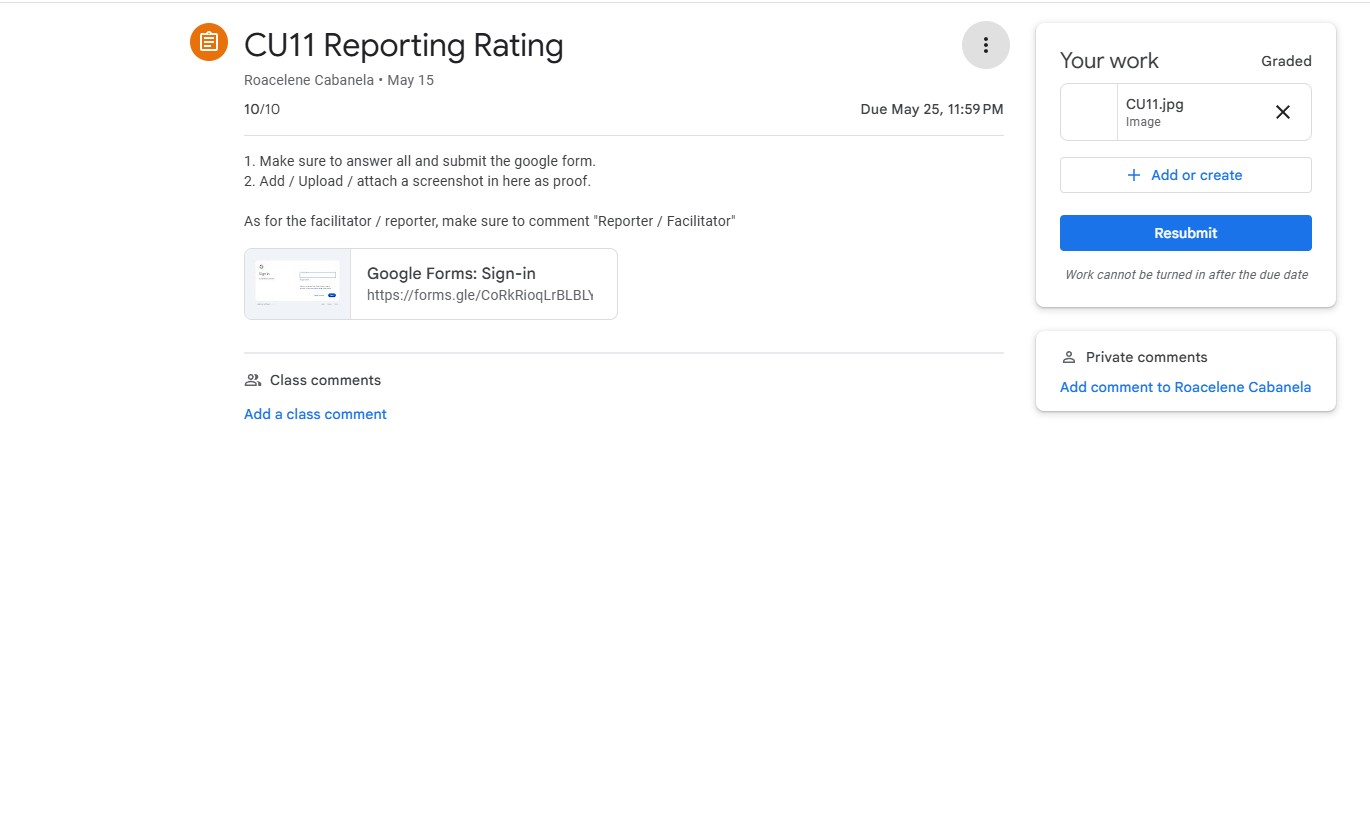 CU11 Reporting Rating
Roacelene Cabanela • May 15
10/10
Due May 25, 11:59 PM
1. Make sure to answer all and submit the google form.
2. Add / Upload / attach a screenshot in here as proof.
As for the facilitator / reporter, make sure to comment "Reporter / Facilitator"
Google Forms: Sign-in
https://forms.gle/CoRkRioqLrBLBLY
Class comments
Add a class comment
Your work
Graded
CU11.jpg
Image
Add or create
Resubmit
Work cannot be turned in after the due date
Private comments
Add comment to Roacelene Cabanela